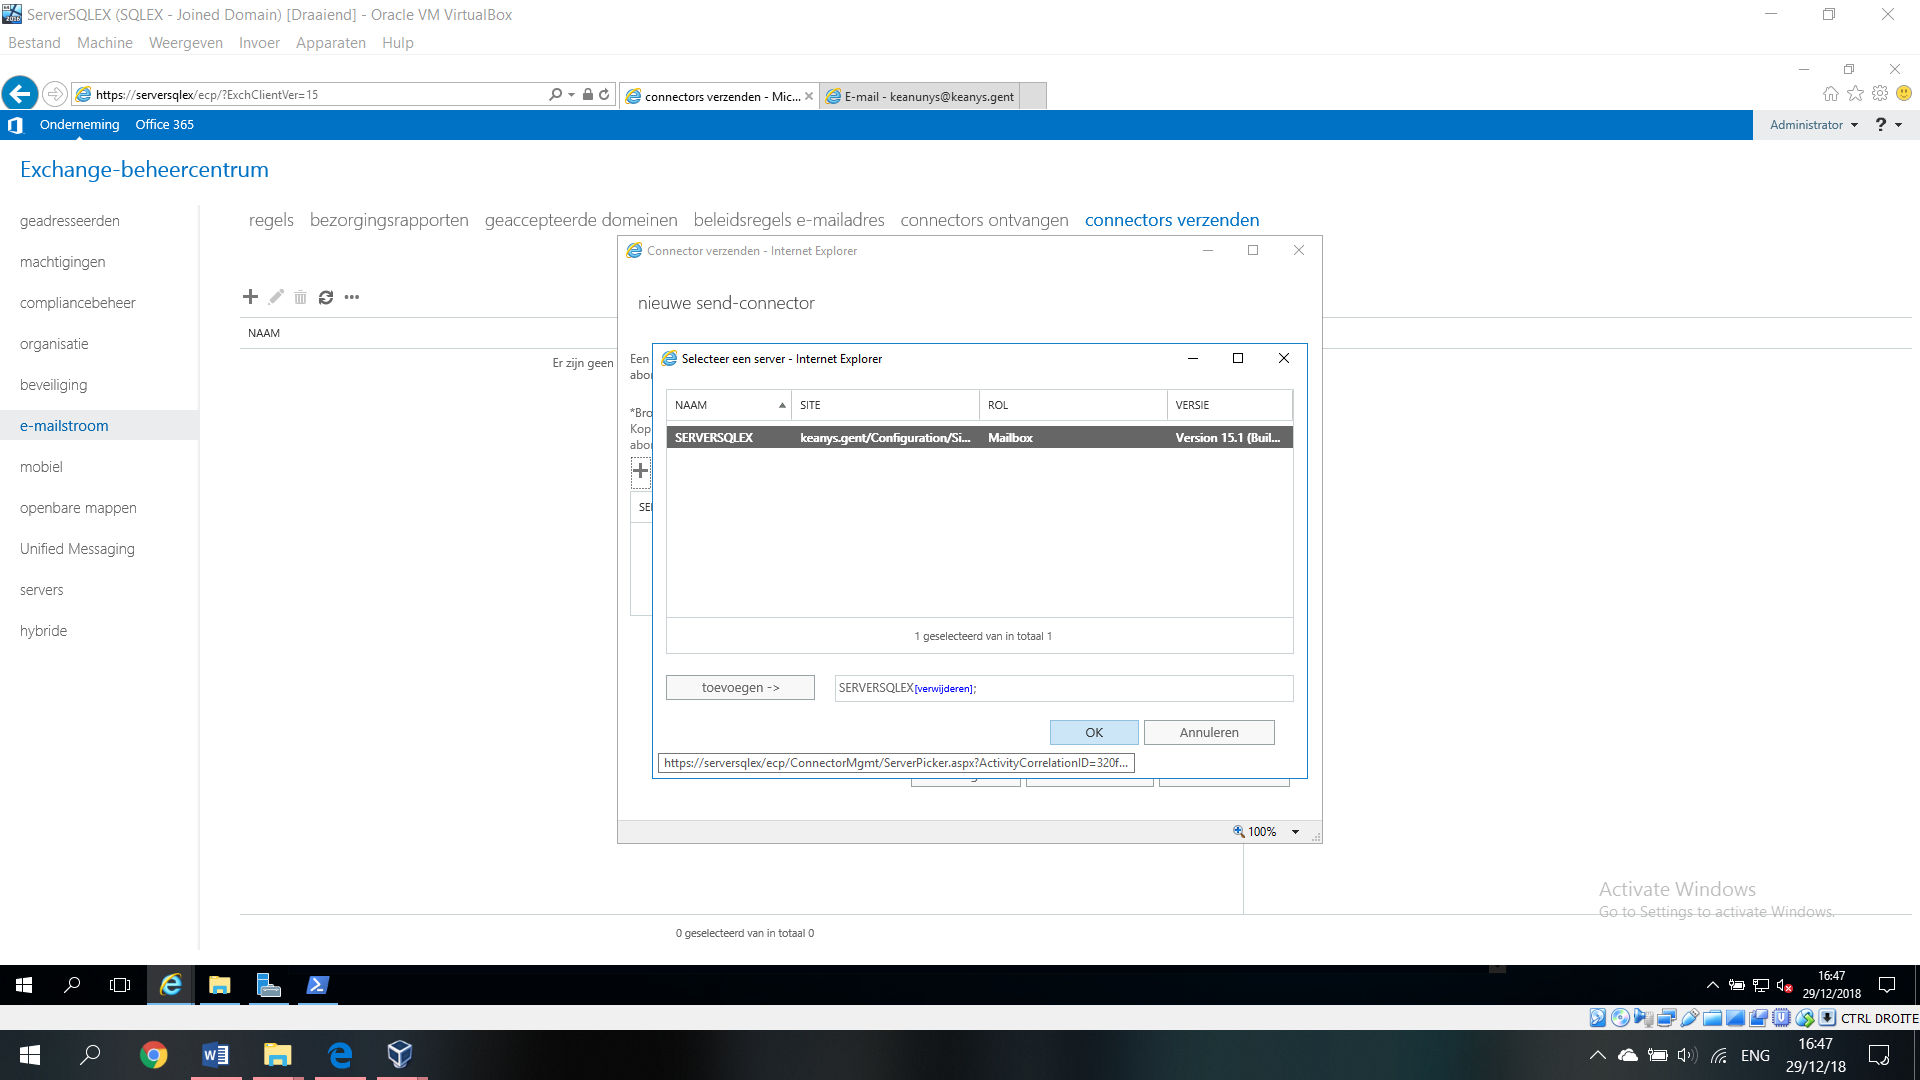 ServerSQLEX (SQLEX - Joined Domain) [Draaiend] - Oracle VM VirtualBox
Bestand Machine Weergeven Invoer Apparaten Hulp
https://serversqlex/ecp/?ExchClientVer=15
connectors verzenden - Mic...
E-mail - keanunys@keanys.gent
Onderneming Office 365
Administrator ?
Exchange-beheercentrum
geadresseerden
machtigingen
compliancebeheer
organisatie
beveiliging
e-mailstroom
mobiel
openbare mappen
Unified Messaging
servers
hybride
regels bezorgingsrapporten geaccepteerde domeinen beleidsregels e-mailadres connectors ontvangen connectors verzenden
NAAM
Er zijn geen
Connector verzenden - Internet Explorer
nieuwe send-connector
Een
abon
*Bro
Kop
abon
SER
Selecteer een server - Internet Explorer
NAAM SITE ROL VERSIE
SERVERSQLEX keanys.gent/Configuration/Si... Mailbox Version 15.1 (Buil...
1 geselecteerd van in totaal 1
toevoegen -> SERVERSQLEX[verwijderen];
OK Annuleren
https://serversqlex/ecp/ConnectorMgmt/ServerPicker.aspx?ActivityCorrelationID=320f...
100%
Activate Windows
Go to Settings to activate Windows.
0 geselecteerd van in totaal 0
16:47
29/12/2018
CTRL DROITE
ENG
16:47
29/12/18